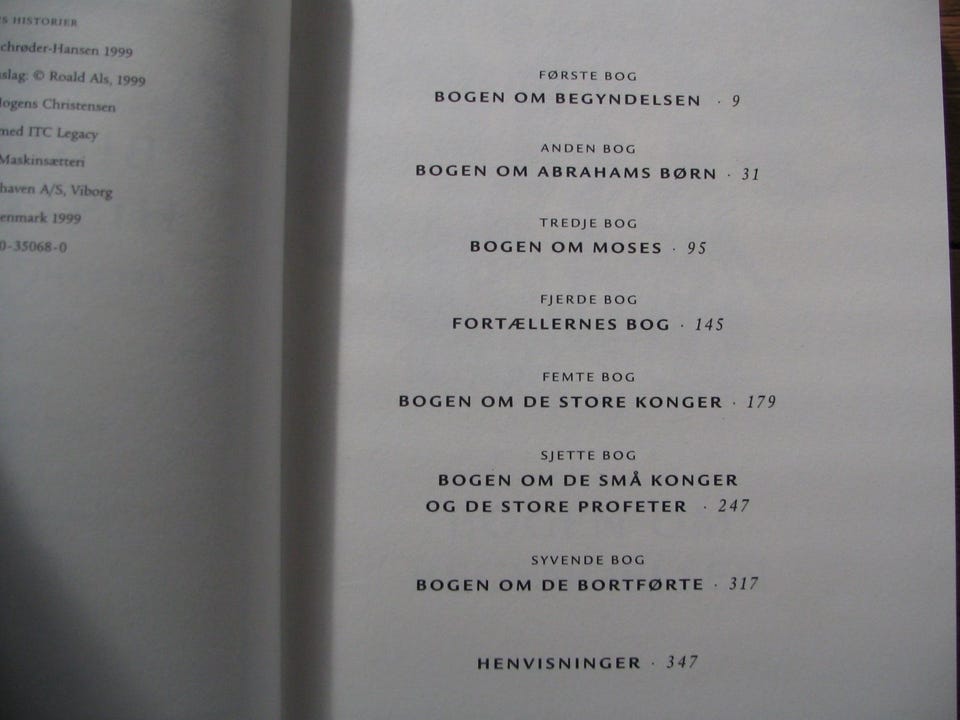 S HISTORIER
chrøder-Hansen 1999
slag: © Roald Als, 1999
ogens Christensen
med ITC Legacy
Maskinsætteri
haven A/S, Viborg
enmark 1999
0-35068-0
FØRSTE BOG
BOGEN OM BEGYNDELSEN · 9
ANDEN BOG
BOGEN OM ABRAHAMS BØRN · 31
TREDJE BOG
BOGEN OM MOSES · 95
FJERDE BOG
FORTÆLLERNES BOG · 145
FEMTE BOG
BOGEN OM DE STORE KONGER · 179
SJETTE BOG
BOGEN OM DE SMÅ KONGER
OG DE STORE PROFETER · 247
SYVENDE BOG
BOGEN OM DE BORTFØRTE · 317
HENVISNINGER · 347